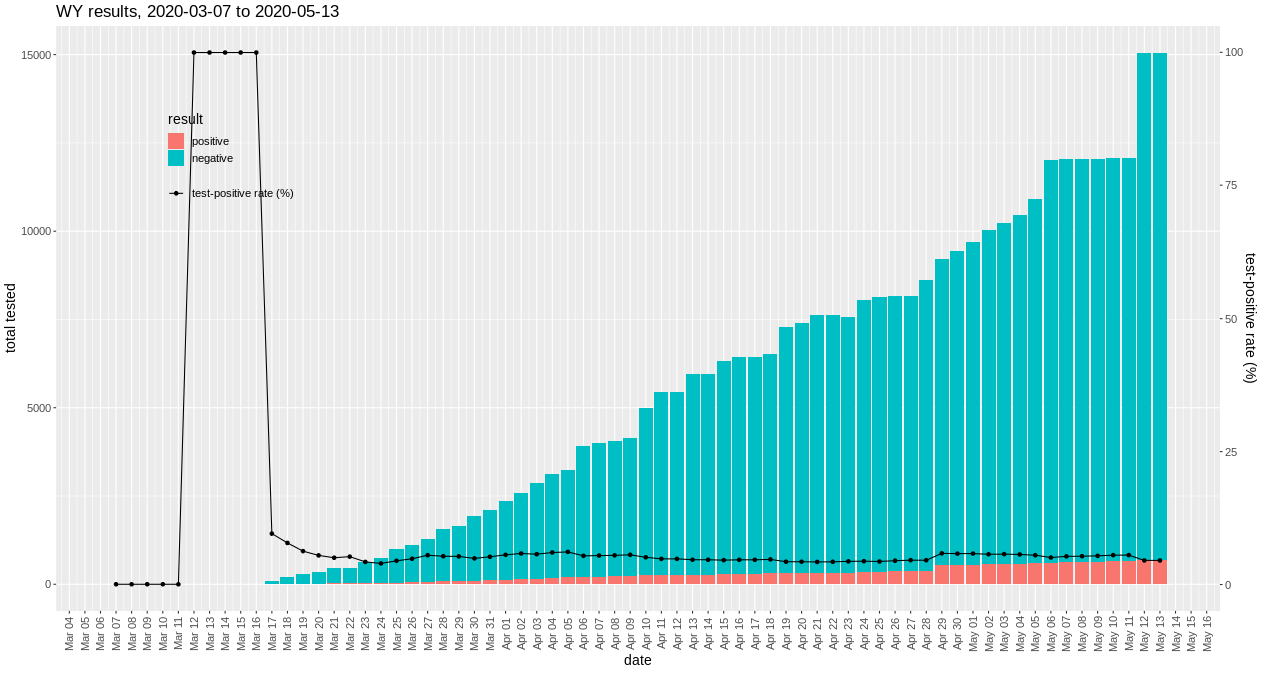 WY results, 2020-03-07 to 2020-05-13
total tested
15000
10000
5000
0
result
positive
negative
test-positive rate (%)
100
75
50
25
0
test-positive rate (%)
Mar 04
Mar 05
Mar 06
Mar 07
Mar 08
Mar 09
Mar 10
Mar 11
Mar 12
Mar 13
Mar 14
Mar 15
Mar 16
Mar 17
Mar 18
Mar 19
Mar 20
Mar 21
Mar 22
Mar 23
Mar 24
Mar 25
Mar 26
Mar 27
Mar 28
Mar 29
Mar 30
Mar 31
Apr 01
Apr 02
Apr 03
Apr 04
Apr 05
Apr 06
Apr 07
Apr 08
Apr 09
Apr 10
Apr 11
Apr 12
Apr 13
Apr 14
Apr 15
Apr 16
Apr 17
Apr 18
Apr 19
Apr 20
Apr 21
Apr 22
Apr 23
Apr 24
Apr 25
Apr 26
Apr 27
Apr 28
Apr 29
Apr 30
May 01
May 02
May 03
May 04
May 05
May 06
May 07
May 08
May 09
May 10
May 11
May 12
May 13
May 14
May 15
May 16
date